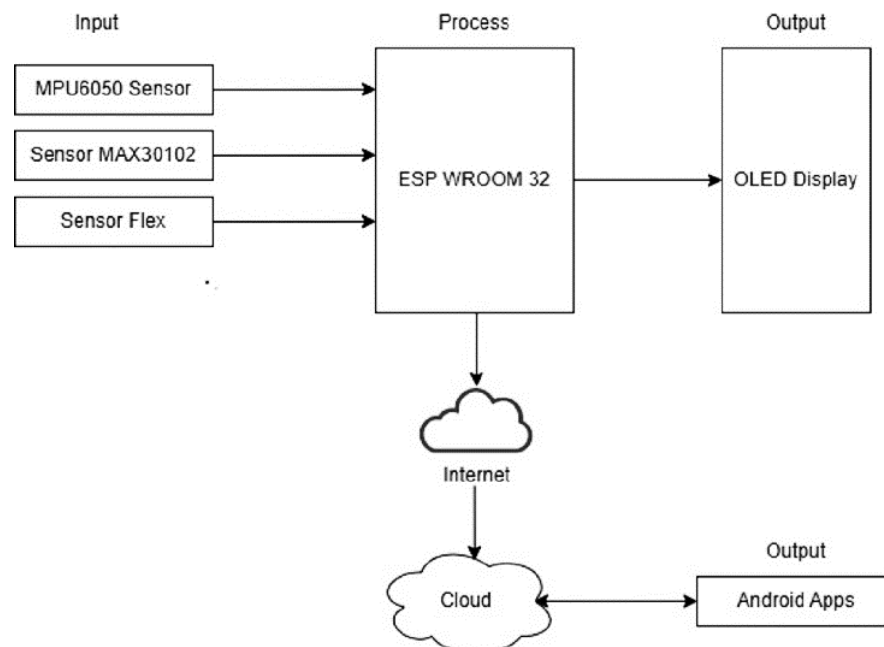 Input
Process
Output
MPU6050 Sensor
Sensor MAX30102
Sensor Flex
ESP WROOM 32
OLED Display
Internet
Cloud
Output
Android Apps